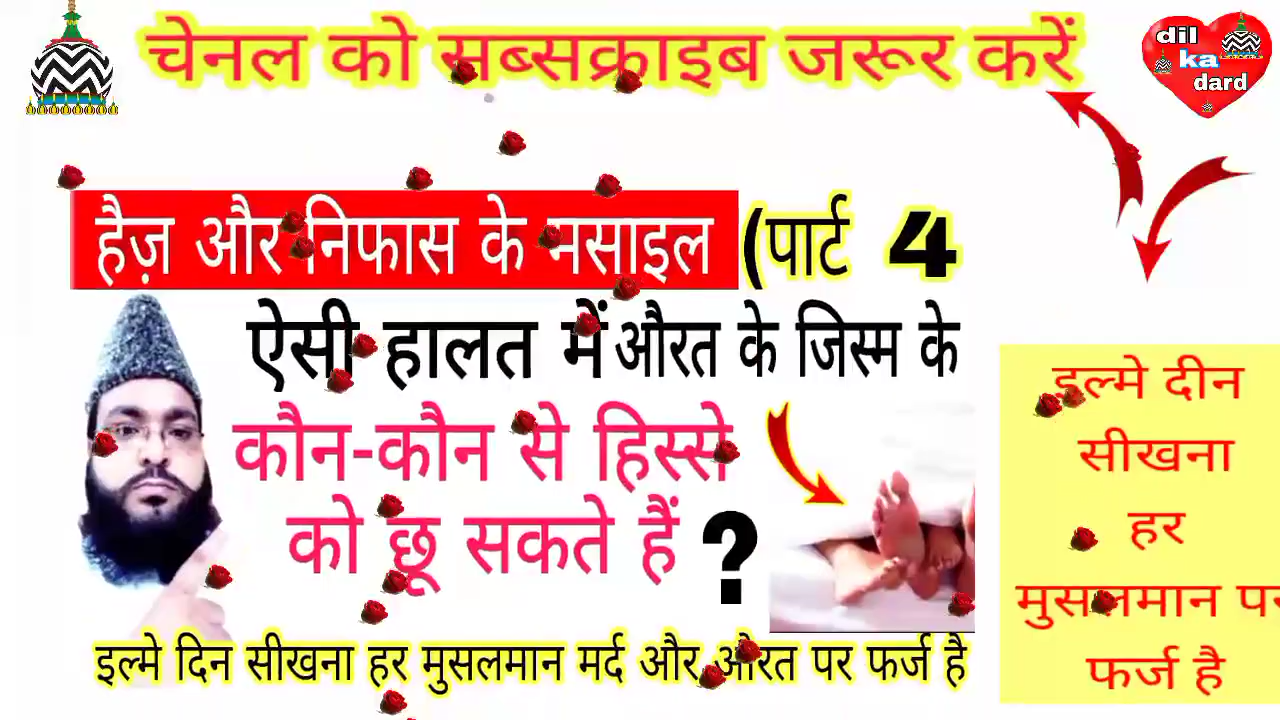 चेनल को सब्सक्राइब जरूर करें
dil
ka
dard
हैज़ और निफास के मसाइल (पार्ट 4
ऐसी हालत में औरत के जिस्म के
कौन-कौन से हिस्से
को छू सकते हैं ?
इल्मे दीन
सीखना
हर
मुसलमान पर
फर्ज है
इल्मे दिन सीखना हर मुसलमान मर्द और औरत पर फर्ज है